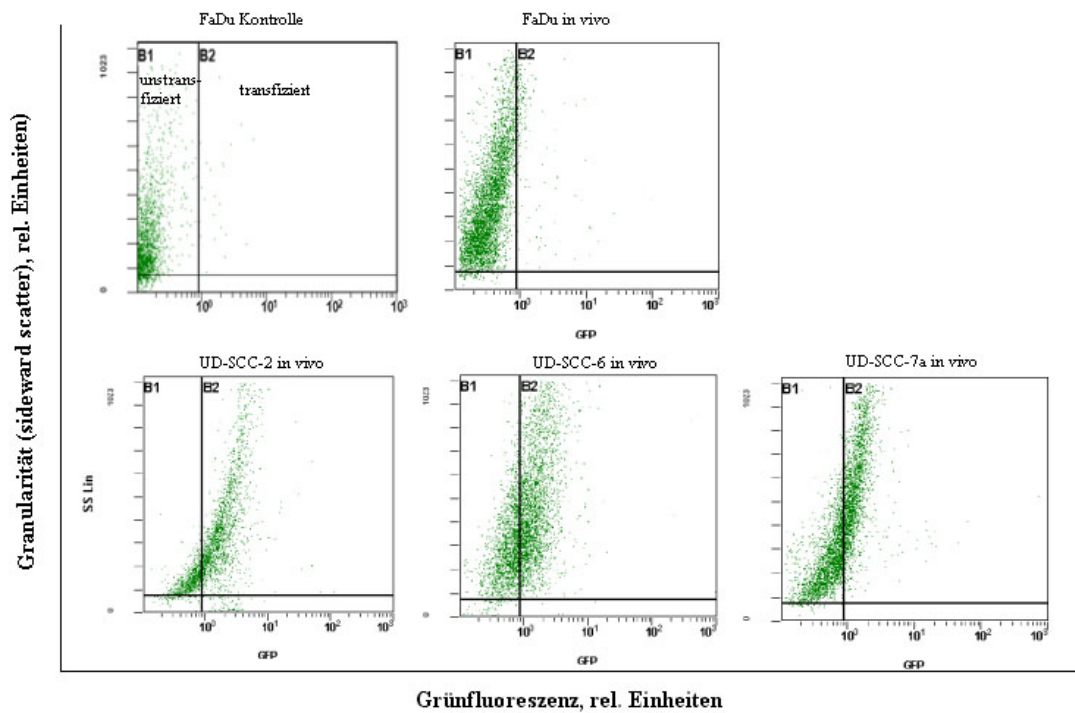 FaDu Kontrolle
FaDu in vivo
B1
B2
unstrans-
fiziert
transfiziert
1023
0
10⁰
10¹
10²
10³
B1
B2
10⁰
10¹
10²
10³
GFP
UD-SCC-2 in vivo
UD-SCC-6 in vivo
UD-SCC-7a in vivo
B1
B2
1023
SS Lin
0
10⁰
10¹
10²
10³
GFP
B1
B2
1023
0
10⁰
10¹
10²
10³
GFP
B1
B2
1023
0
10⁰
10¹
10²
10³
GFP
Granularität (sideward scatter), rel. Einheiten)
Grünfluoreszenz, rel. Einheiten